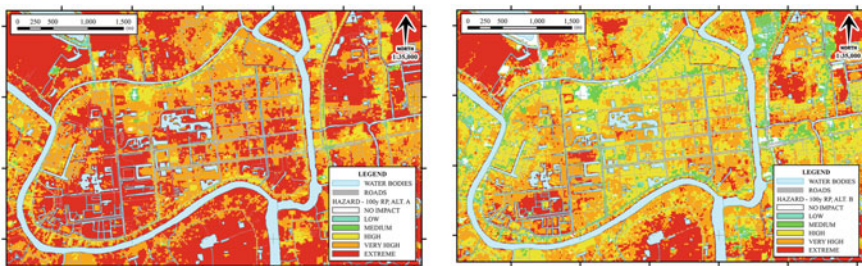 0 250 500 1,000 1,500
NORTH
1:35,000
LEGEND
WATER BODIES
ROADS
HAZARD - 100y RP, ALT. A
NO IMPACT
LOW
MEDIUM
HIGH
VERY HIGH
EXTREME
0 250 500 1,000 1,500
NORTH
1:35,000
LEGEND
WATER BODIES
ROADS
HAZARD - 100y RP, ALT. B
NO IMPACT
LOW
MEDIUM
HIGH
VERY HIGH
EXTREME